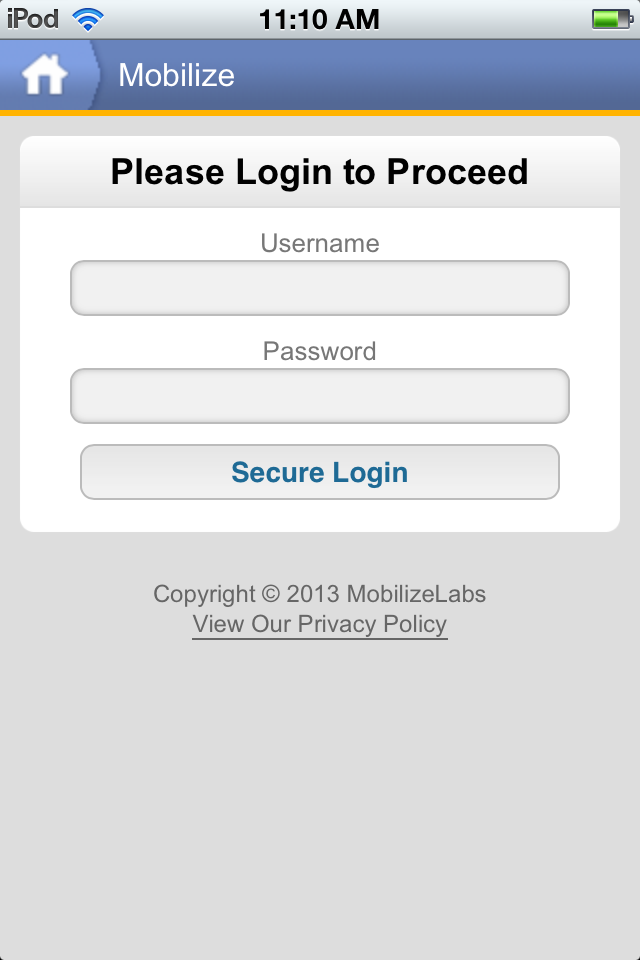 iPod 11:10 AM
Mobilize
Please Login to Proceed
Username
Password
Secure Login
Copyright © 2013 MobilizeLabs
View Our Privacy Policy